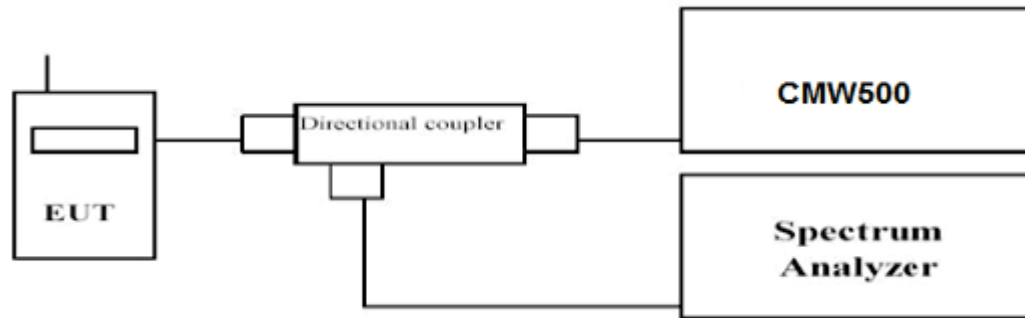 CMW500
Directional coupler
EUT
Spectrum
Analyzer